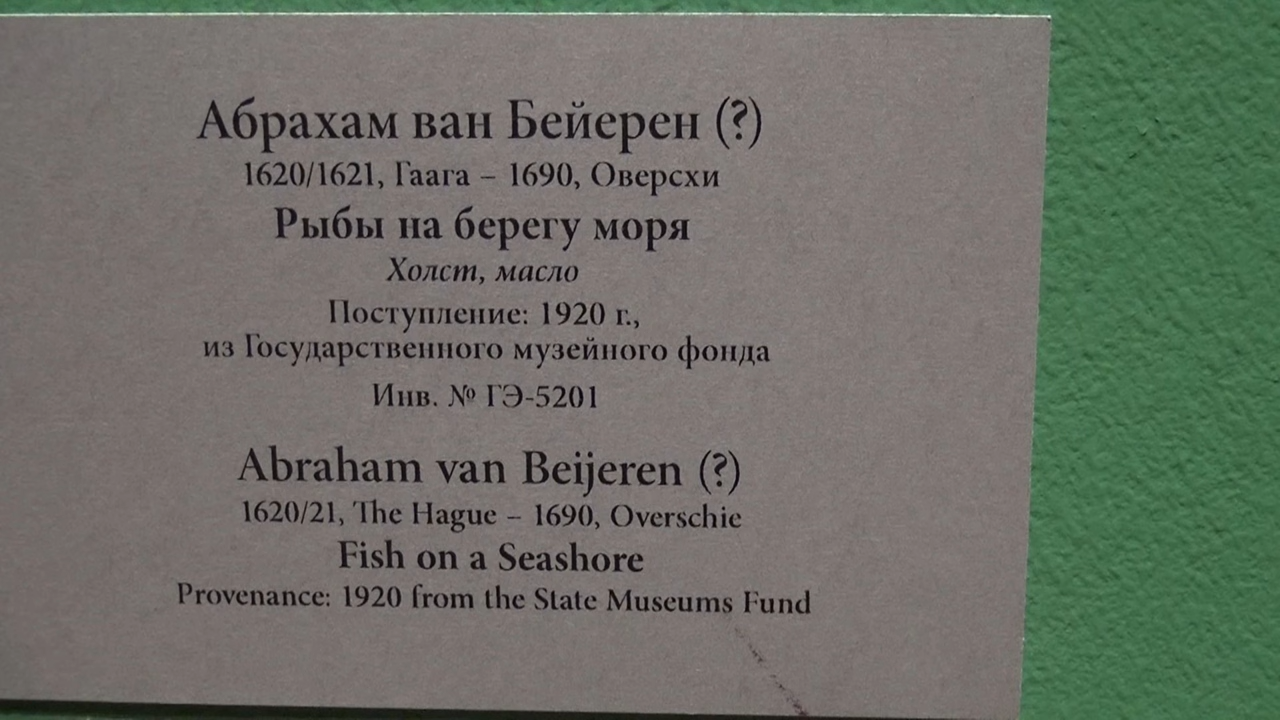 Абрахам ван Бейерен (?)
1620/1621, Гаага – 1690, Оверсхи
Рыбы на берегу моря
Холст, масло
Поступление: 1920 г.,
из Государственного музейного фонда
Инв. № ГЭ-5201
Abraham van Beijeren (?)
1620/21, The Hague – 1690, Overschie
Fish on a Seashore
Provenance: 1920 from the State Museums Fund